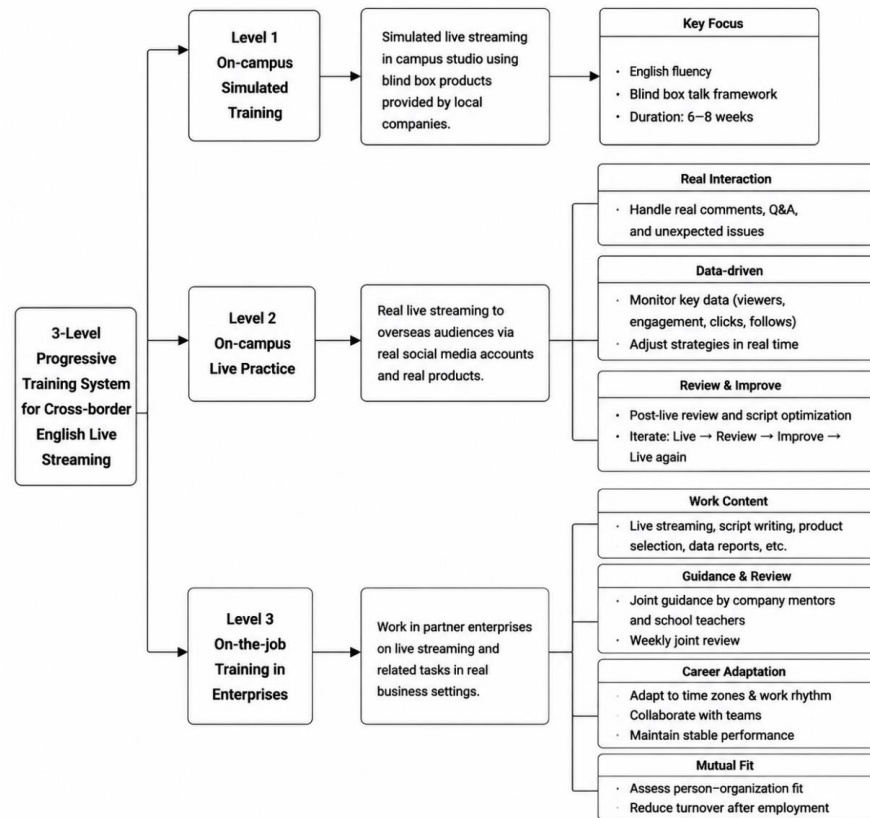 3-Level
Progressive
Training System
for Cross-border
English Live
Streaming
Level 1
On-campus
Simulated
Training
Simulated live streaming
in campus studio using
blind box products
provided by local
companies.
Key Focus
· English fluency
· Blind box talk framework
· Duration: 6–8 weeks
Level 2
On-campus
Live Practice
Real live streaming to
overseas audiences via
real social media accounts
and real products.
Real Interaction
· Handle real comments, Q&A,
and unexpected issues
Data-driven
· Monitor key data (viewers,
engagement, clicks, follows)
· Adjust strategies in real time
Review & Improve
· Post-live review and script optimization
· Iterate: Live → Review → Improve →
Live again
Level 3
On-the-job
Training in
Enterprises
Work in partner enterprises
on live streaming and
related tasks in real
business settings.
Work Content
· Live streaming, script writing, product
selection, data reports, etc.
Guidance & Review
· Joint guidance by company mentors
and school teachers
· Weekly joint review
Career Adaptation
· Adapt to time zones & work rhythm
· Collaborate with teams
· Maintain stable performance
Mutual Fit
· Assess person–organization fit
· Reduce turnover after employment